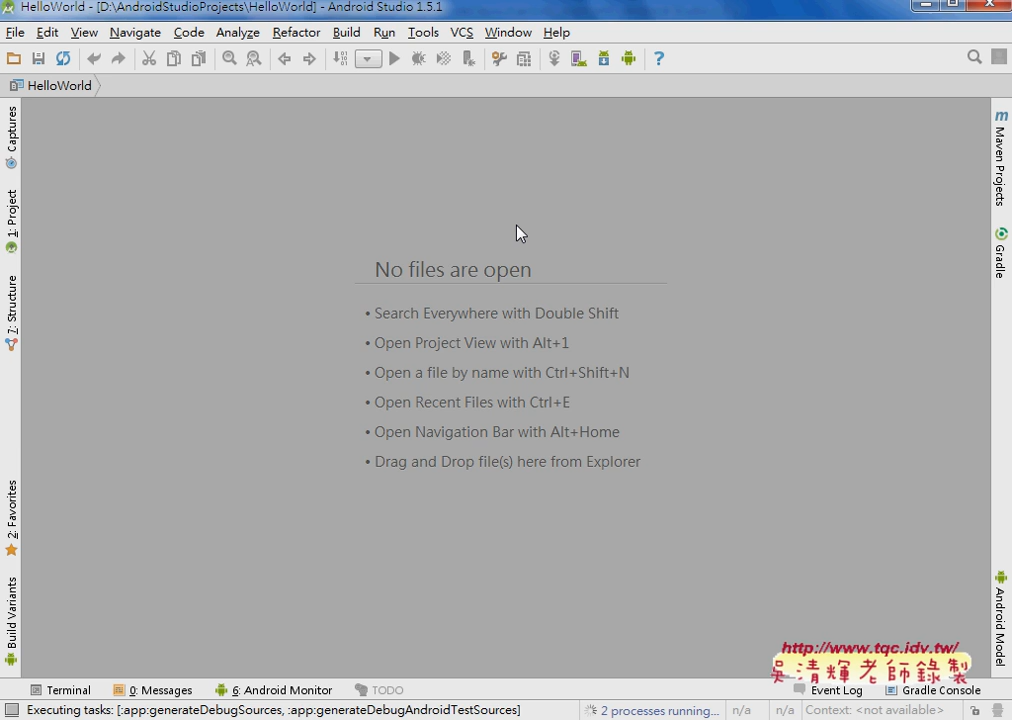 HelloWorld - [D:\AndroidStudioProjects\HelloWorld] - Android Studio 1.5.1
File Edit View Navigate Code Analyze Refactor Build Run Tools VCS Window Help
HelloWorld
Captures
1: Project
7: Structure
2: Favorites
Build Variants
No files are open
• Search Everywhere with Double Shift
• Open Project View with Alt+1
• Open a file by name with Ctrl+Shift+N
• Open Recent Files with Ctrl+E
• Open Navigation Bar with Alt+Home
• Drag and Drop file(s) here from Explorer
m
Maven Projects
Gradle
Android Model
http://www.tqc.idv.tw/
吳清輝老師錄製
Terminal 0: Messages 6: Android Monitor TODO Event Log Gradle Console
Executing tasks: [:app:generateDebugSources, :app:generateDebugAndroidTestSources] 2 processes running... n/a n/a Context: <not available>